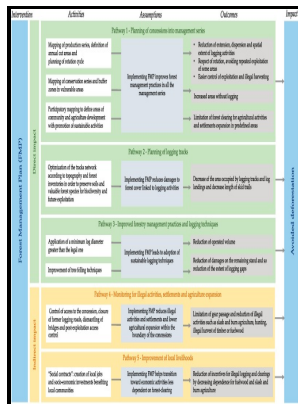 Intervention
Activities
Assumptions
Outcomes
Impact
Forest Management Plan (FMP)
Direct impact
Indirect impact
Avoided deforestation
Pathway 1 - Planning of concessions into management series
Mapping of production series, definition of
annual cut areas and
planning of rotation cycle
Mapping of conservation series and buffer
zones in vulnerable areas
Participatory mapping to define areas of
community and agriculture development
with promotion of sustainable activities
Implementing FMP improves forest
management practices in all the
management series
• Reduction of extension, dispersion and spatial
extent of logging activities
• Respect of rotation, avoiding repeated exploitation
of same areas
• Easier control of exploitation and illegal harvesting
Increased areas without logging
Limitation of forest clearing for agricultural activities
and settlements expansion in predefined areas
Pathway 2 - Planning of logging tracks
Optimization of the tracks network
according to topography and forest
inventories in order to preserve soils and
valuable forest species for biodiversity and
future exploitation
Implementing FMP reduces damages to
forest cover linked to logging activities
Decrease of the area occupied by logging tracks and log
landings and decrease length of skid trails
Pathway 3 - Improved forestry management practices and logging techniques
Application of a minimum log diameter
greater than the legal one
Improvement of tree felling techniques
Implementing FMP leads to adoption of
sustainable logging techniques
Reduction of operated volume
Reduction of damages on the remaining stand and so
reduction of the extent of logging gaps
Pathway 4 - Monitoring for illegal activities, settlements and agriculture expansion
Control of access to the concession, closure
of former logging roads, dismantling of
bridges and post-exploitation access
control
Implementing FMP reduces illegal
activities and settlements and lower
agricultural expansion within the
boundary of the concessions
Limitation of gear passage and reduction of illegal
activities such as slash and burn agriculture, hunting,
illegal harvest of timber or fuelwood
Pathway 5 - Improvement of local livelihoods
"Social contracts": creation of local jobs
and socio-economic investments benefiting
local communities
Implementing FMP helps transition
toward economic activities less
dependent on forest-clearing
Reduction of incentives for illegal logging and clearings
by decreasing dependence for fuelwood and slash and
burn agriculture